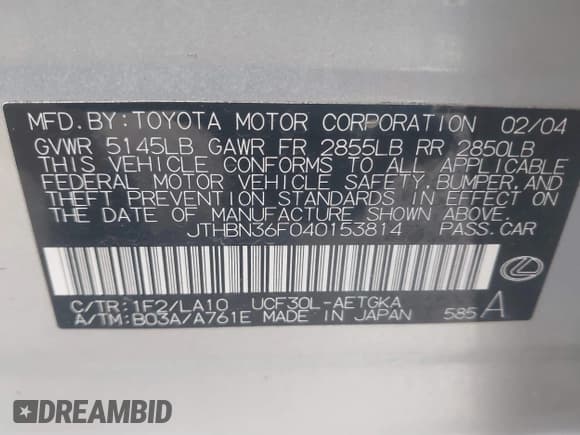 MFD. BY: TOYOTA MOTOR CORPORATION 02/04
GVWR 5145LB GAWR FR 2855LB RR 2850LB
THIS VEHICLE CONFORMS TO ALL APPLICABLE
FEDERAL MOTOR VEHICLE SAFETY, BUMPER, AND
THEFT PREVENTION STANDARDS IN EFFECT ON
THE DATE OF MANUFACTURE SHOWN ABOVE.
JTHBN36F040153814 PASS. CAR
C/TR: 1F2/LA10 UCF30L-AETGKA
A/TM: B03A/A761E MADE IN JAPAN 585 A
DREAMBID